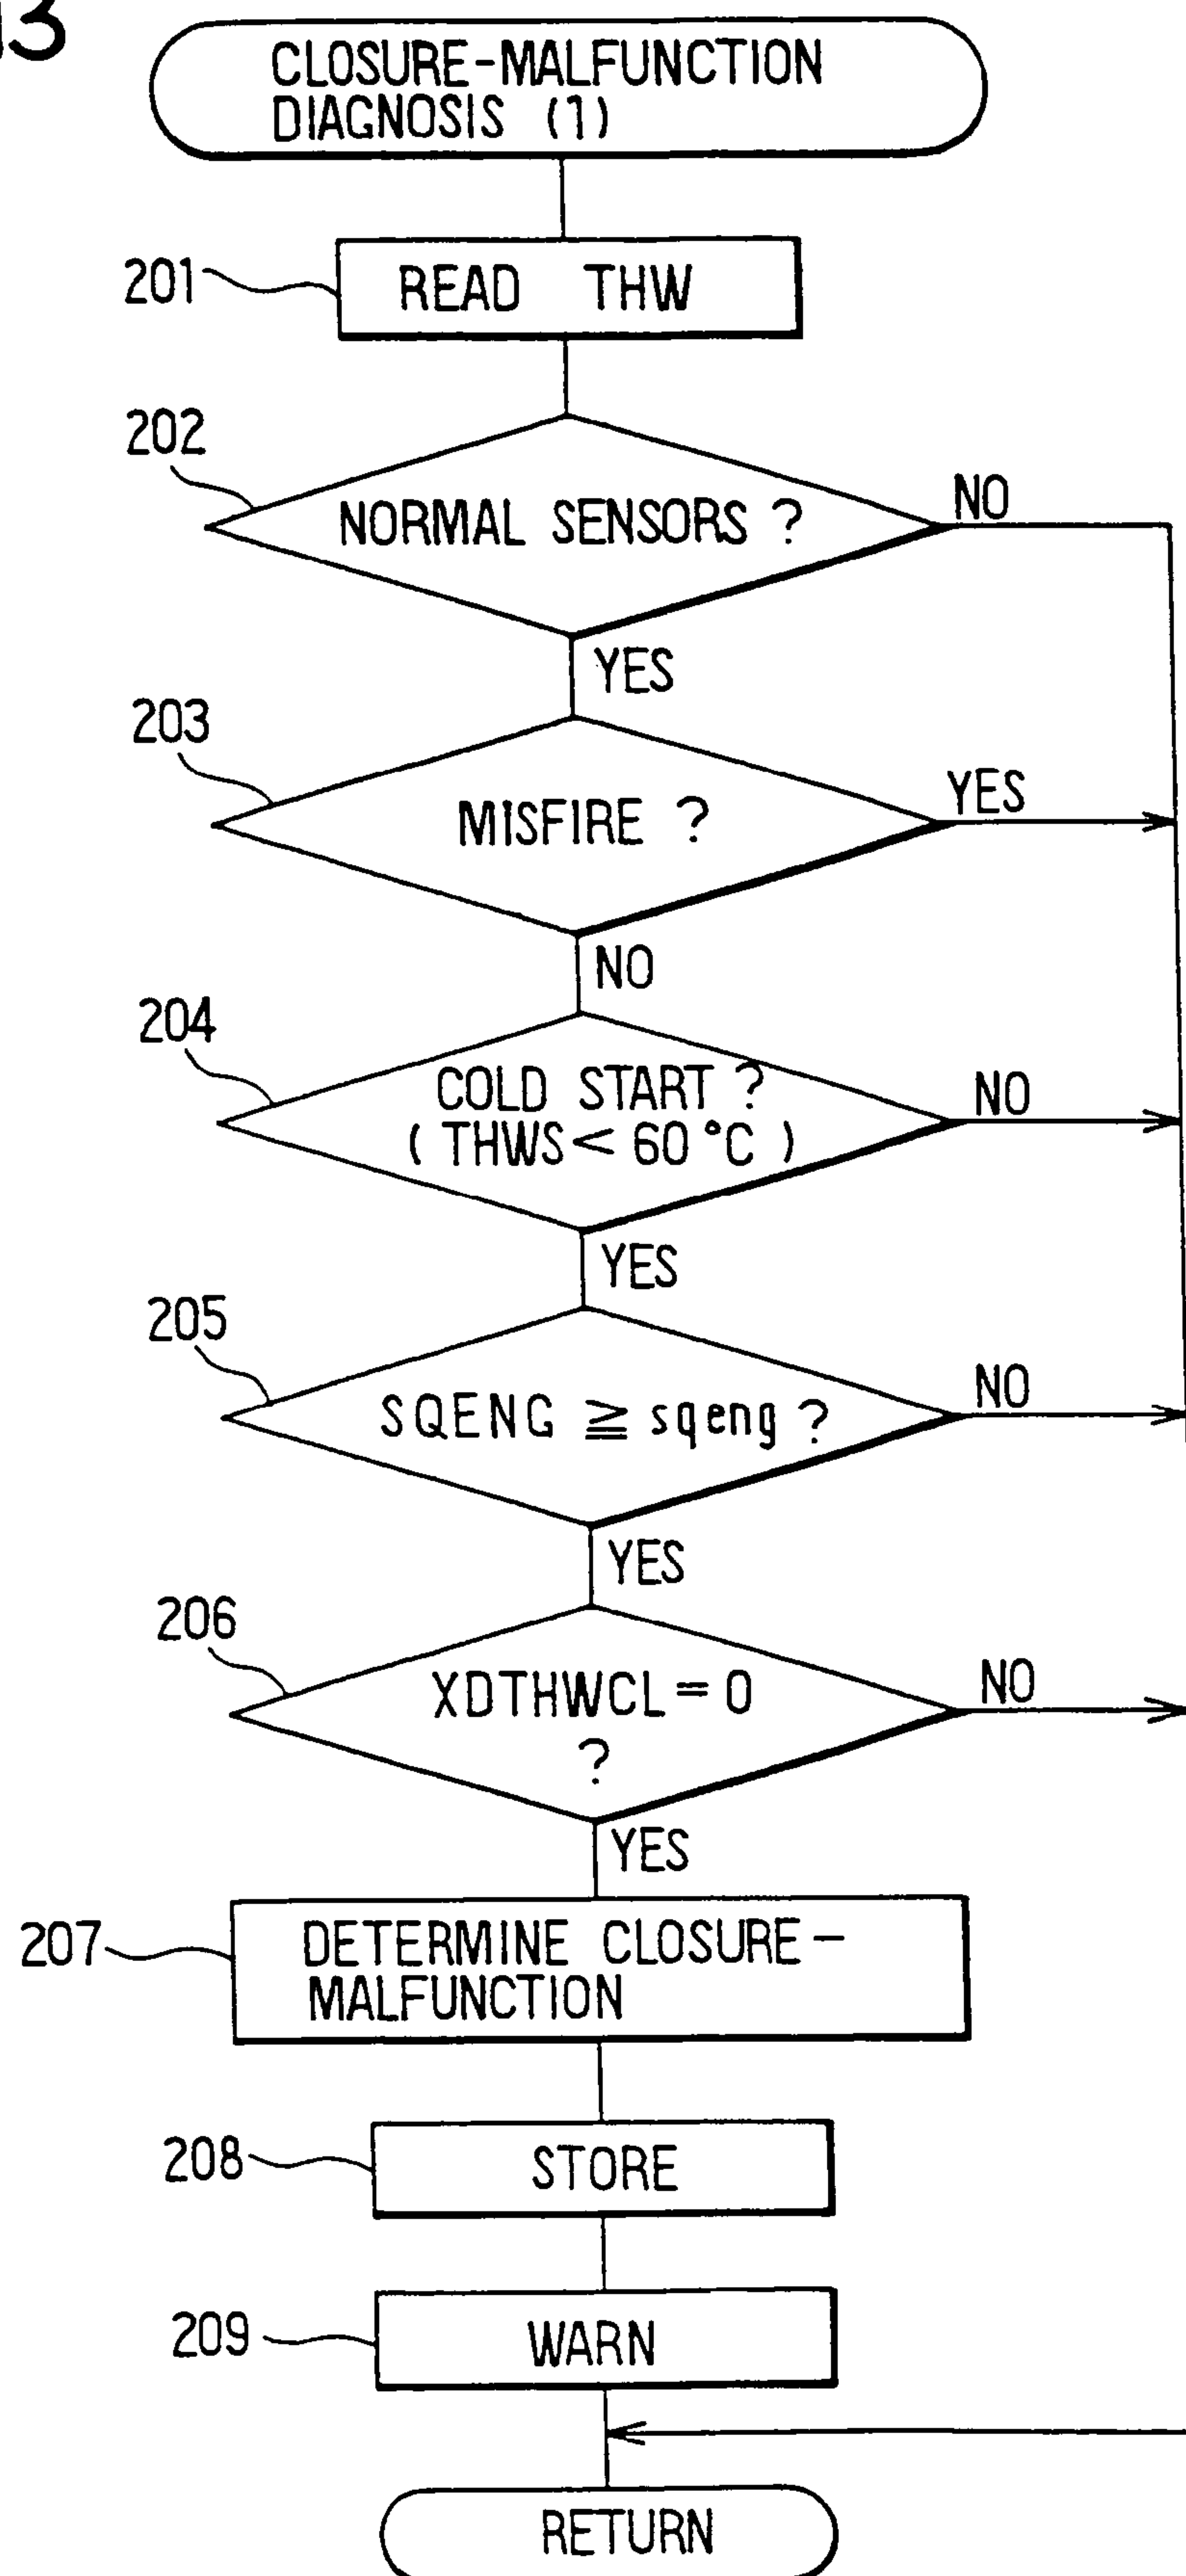 13
CLOSURE-MALFUNCTION
DIAGNOSIS (1)
201
READ THW
202
NORMAL SENSORS ?
NO
YES
203
MISFIRE ?
YES
NO
204
COLD START ?
( THWS < 60 °C )
NO
YES
205
SQENG ≧ sqeng ?
NO
YES
206
XDTHWCL = 0
?
NO
YES
207
DETERMINE CLOSURE-
MALFUNCTION
208
STORE
209
WARN
RETURN